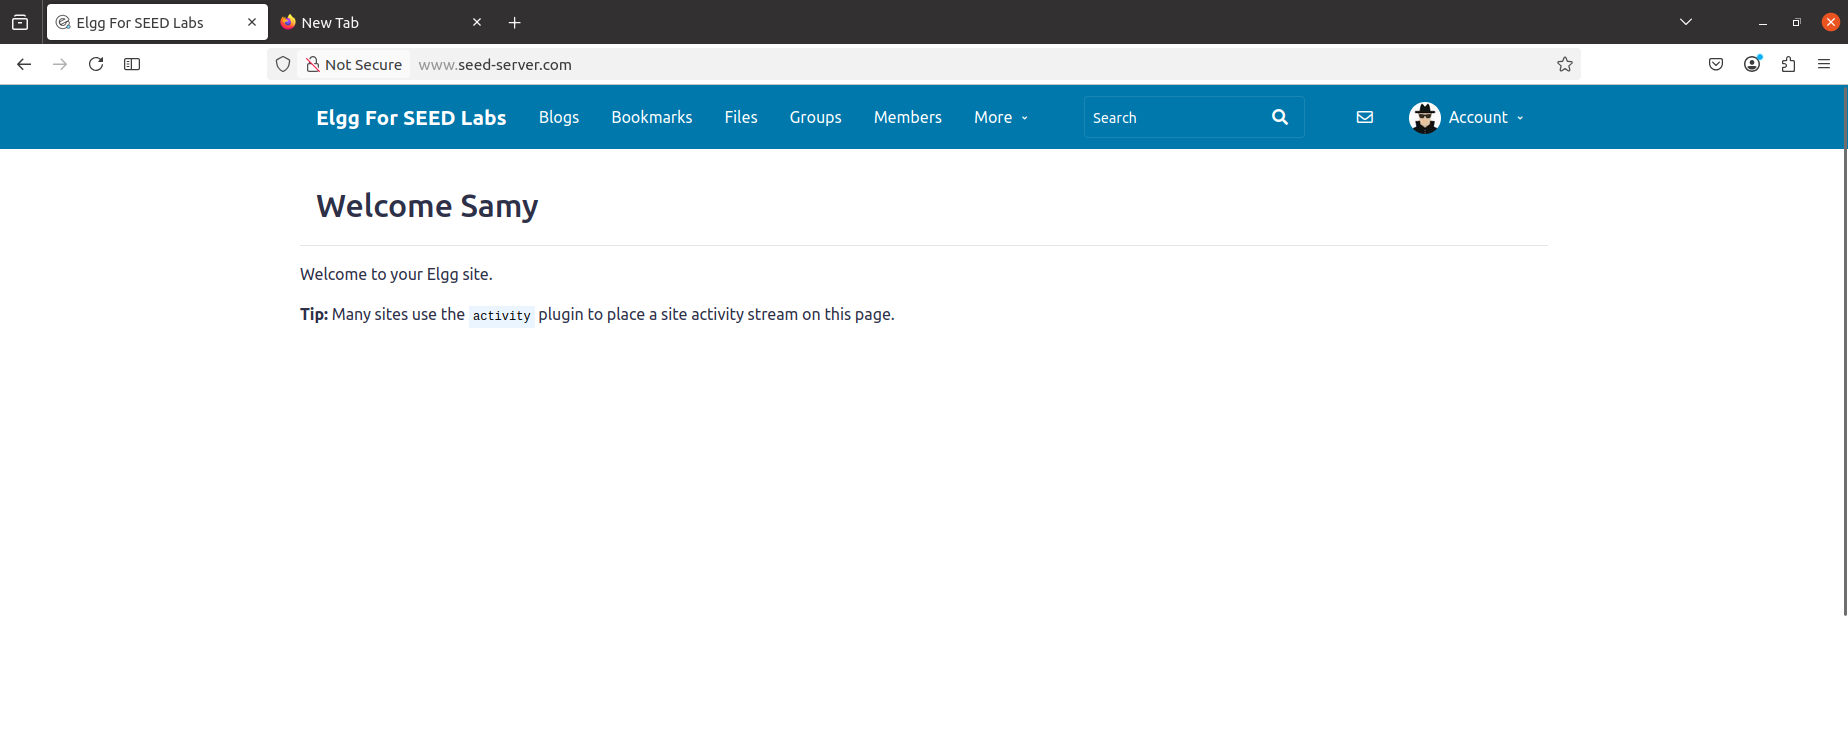 Elgg For SEED Labs
New Tab
Not Secure www.seed-server.com
Elgg For SEED Labs Blogs Bookmarks Files Groups Members More Search Account
Welcome Samy
Welcome to your Elgg site.
Tip: Many sites use the activity plugin to place a site activity stream on this page.